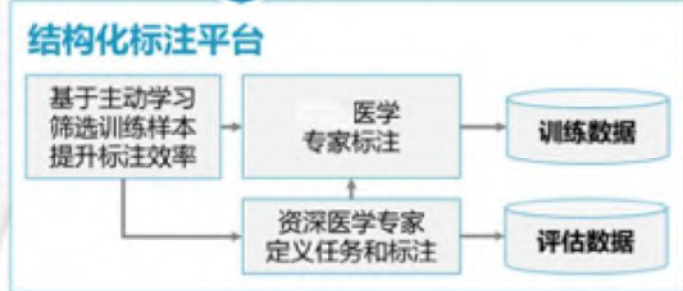 结构化标注平台
基于主动学习
筛选训练样本
提升标注效率
医学
专家标注
训练数据
资深医学专家
定义任务和标注
评估数据